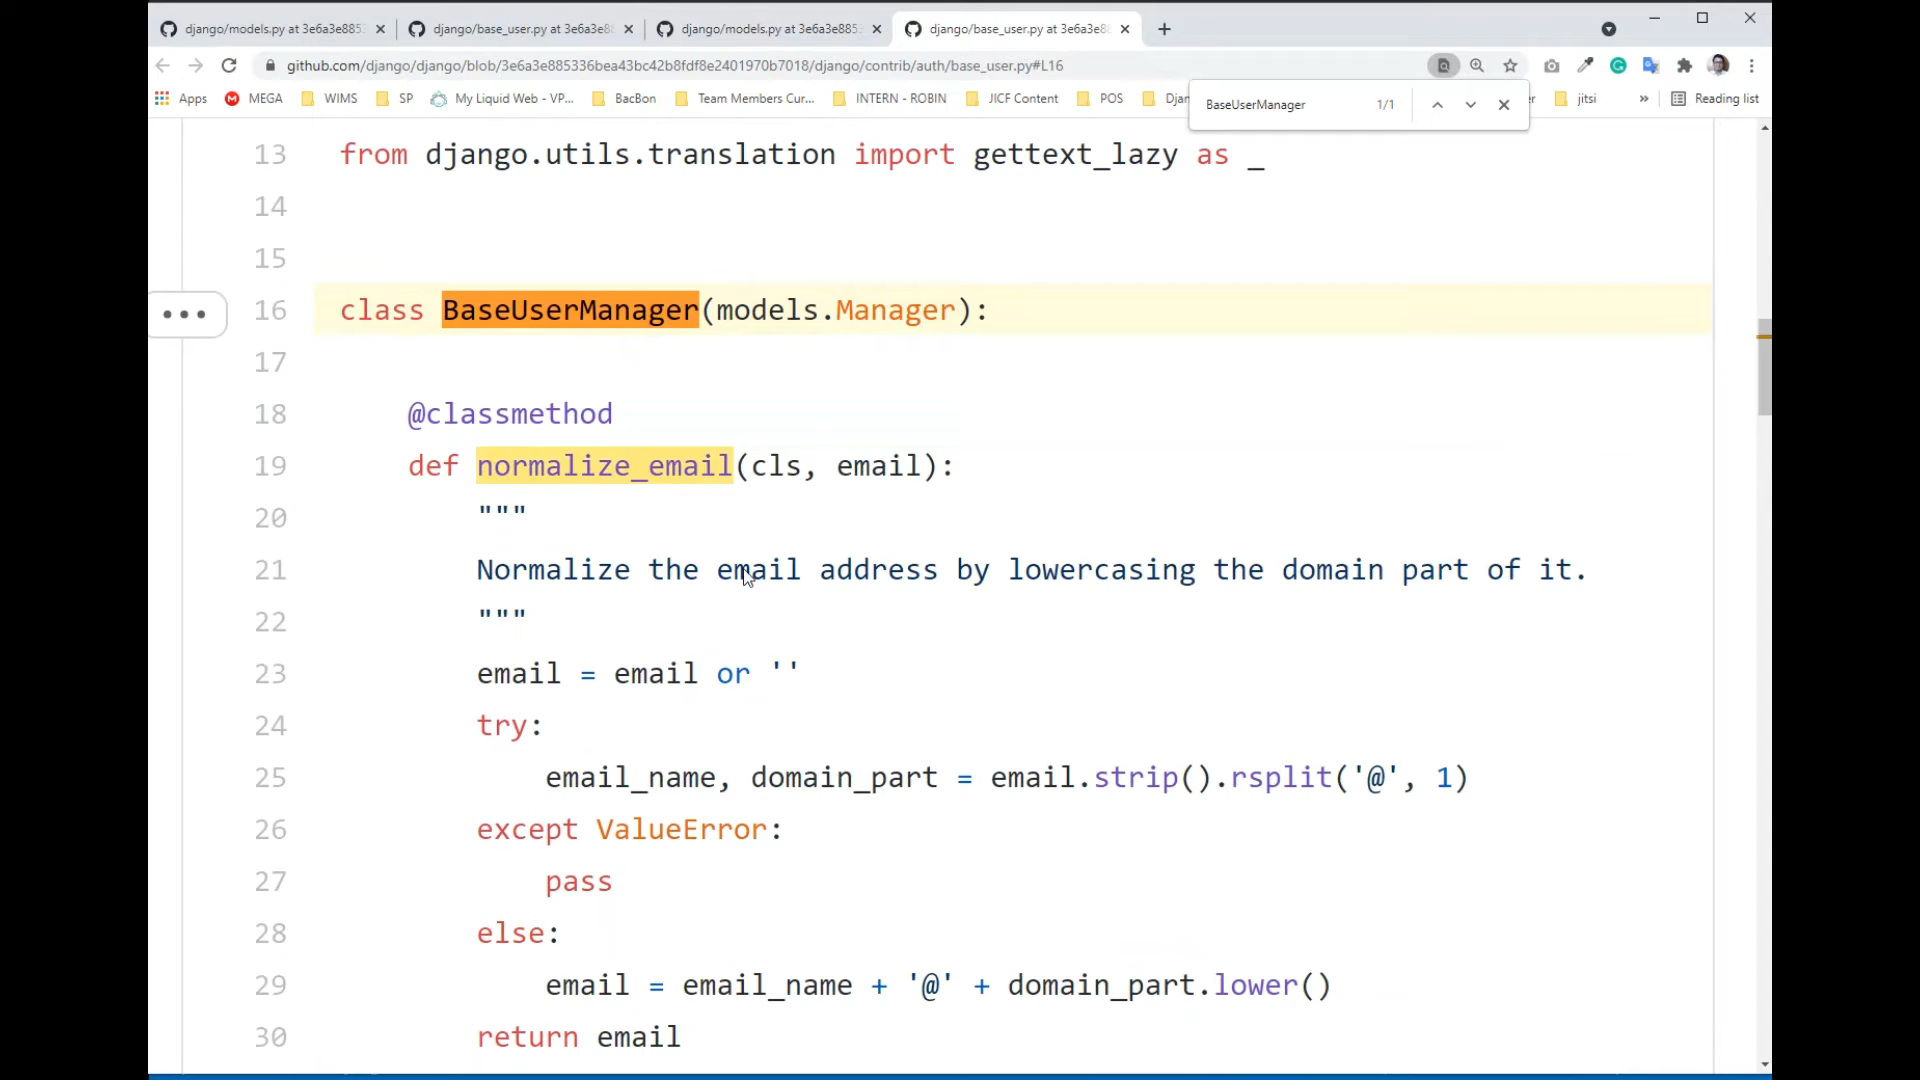 django/models.py at 3e6a3e885 django/base_user.py at 3e6a3e8 django/models.py at 3e6a3e885 django/base_user.py at 3e6a3e8
github.com/django/django/blob/3e6a3e885336bea43bc42b8fdf8e2401970b7018/django/contrib/auth/base_user.py#L16
Apps MEGA WIMS SP My Liquid Web - VP... BacBon Team Members Cur... INTERN - ROBIN JICF Content POS Djan er jitsi » Reading list
BaseUserManager 1/1
13 from django.utils.translation import gettext_lazy as _
14
15
16 class BaseUserManager(models.Manager):
17
18 @classmethod
19 def normalize_email(cls, email):
20 """
21 Normalize the email address by lowercasing the domain part of it.
22 """
23 email = email or ''
24 try:
25 email_name, domain_part = email.strip().rsplit('@', 1)
26 except ValueError:
27 pass
28 else:
29 email = email_name + '@' + domain_part.lower()
30 return email